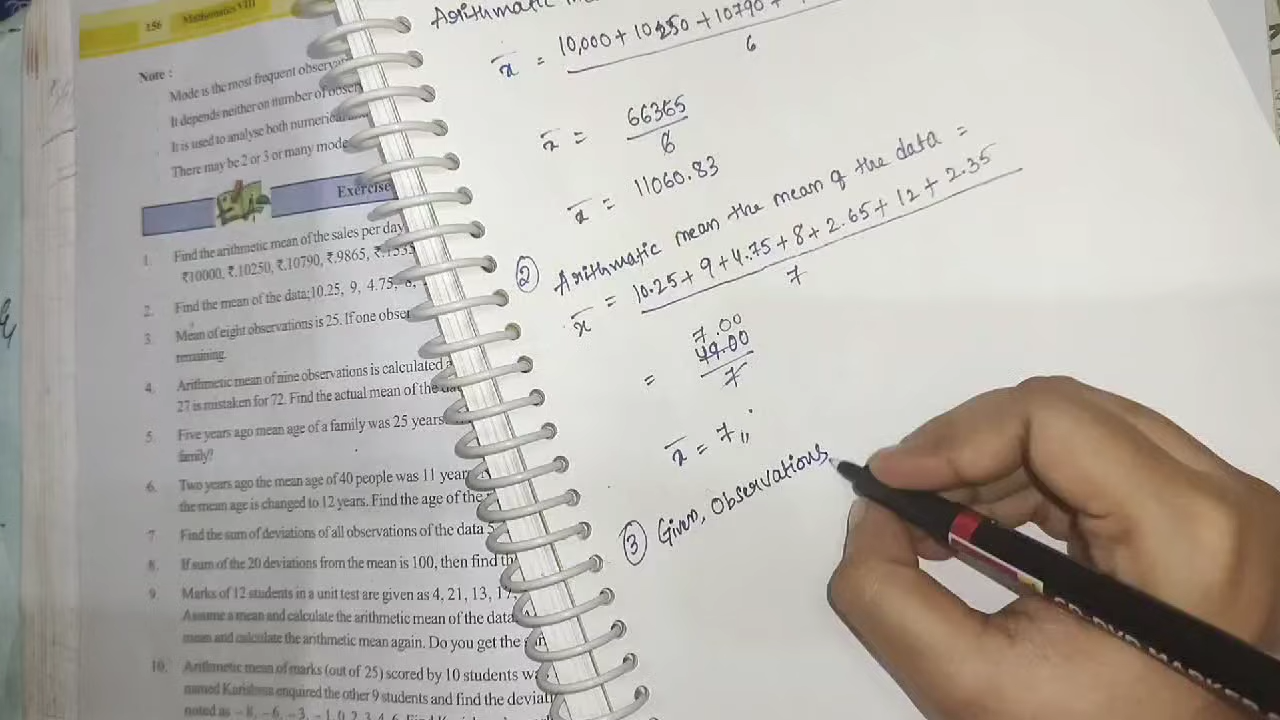 156 Mathematics VIII
Note :
Mode is the most frequent
It depends neither on number of
It is used to analyse both numerical
There may be 2 or 3 or many
Exercise
1. Find the arithmetic mean of the sales per day
₹10000, ₹.10250, ₹.10790, ₹.9865,
2. Find the mean of the data;10.25, 9, 4.75, 8,
3. Mean of eight observations is 25. If one
remaining.
4. Arithmetic mean of nine observations is calculated
27 is mistaken for 72. Find the actual mean of the
5. Five years ago mean age of a family was 25 years
family?
6. Two years ago the mean age of 40 people was 11
the mean age is changed to 12 years. Find the age of the
7 Find the sum of deviations of all observations of the data
8. If sum of the 20 deviations from the mean is 100, then find
9 Marks of 12 students in a unit test are given as 4, 21, 13,
Assume a mean and calculate the arithmetic mean of the data.
mean and calculate the arithmetic mean again. Do you get the
10. Arithmetic mean of marks (out of 25) scored by 10 students
named Karishma enquired the other 9 students and find the
noted as −8, −6, −3, −1, 0, 2, 3, 4, 6.
Arithmatic
x̄ = 10,000 + 10250 + 10790 +
6
x̄ = 66365
6
x̄ = 11060.83
② Arithmatic mean the mean of the data =
x̄ = 10.25 + 9 + 4.75 + 8 + 2.65 + 12 + 2.35
7
7.00
= 49.00
7
x̄ = 7,,
③ Given, Observations